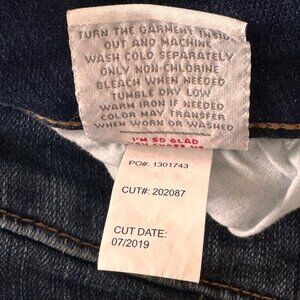 TURN THE GARMENT INSIDE
OUT AND MACHINE
WASH COLD SEPARATELY
ONLY NON-CHLORINE
BLEACH WHEN NEEDED
TUMBLE DRY LOW
WARM IRON IF NEEDED
COLOR MAY TRANSFER
WHEN WORN OR WASHED
I'M SO GLAD
PO#: 1301743
CUT#: 202087
CUT DATE:
07/2019